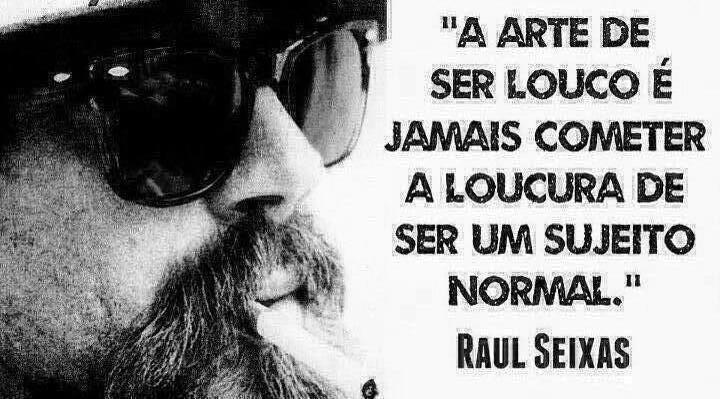 "A ARTE DE
SER LOUCO É
JAMAIS COMETER
A LOUCURA DE
SER UM SUJEITO
NORMAL."
RAUL SEIXAS